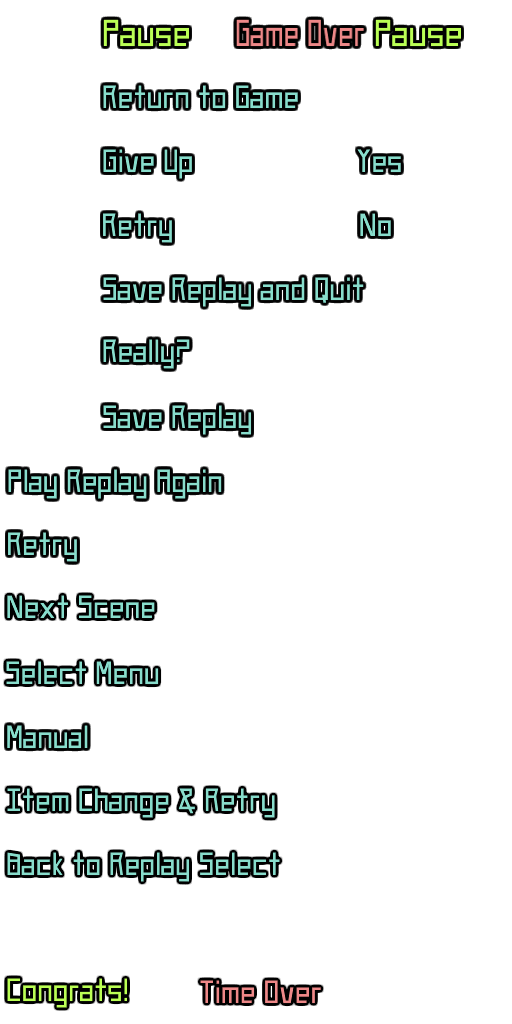 Pause Game Over Pause
Return to Game
Give Up Yes
Retry No
Save Replay and Quit
Really?
Save Replay
Play Replay Again
Retry
Next Scene
Select Menu
Manual
Item Change & Retry
Back to Replay Select
Congrats! Time Over